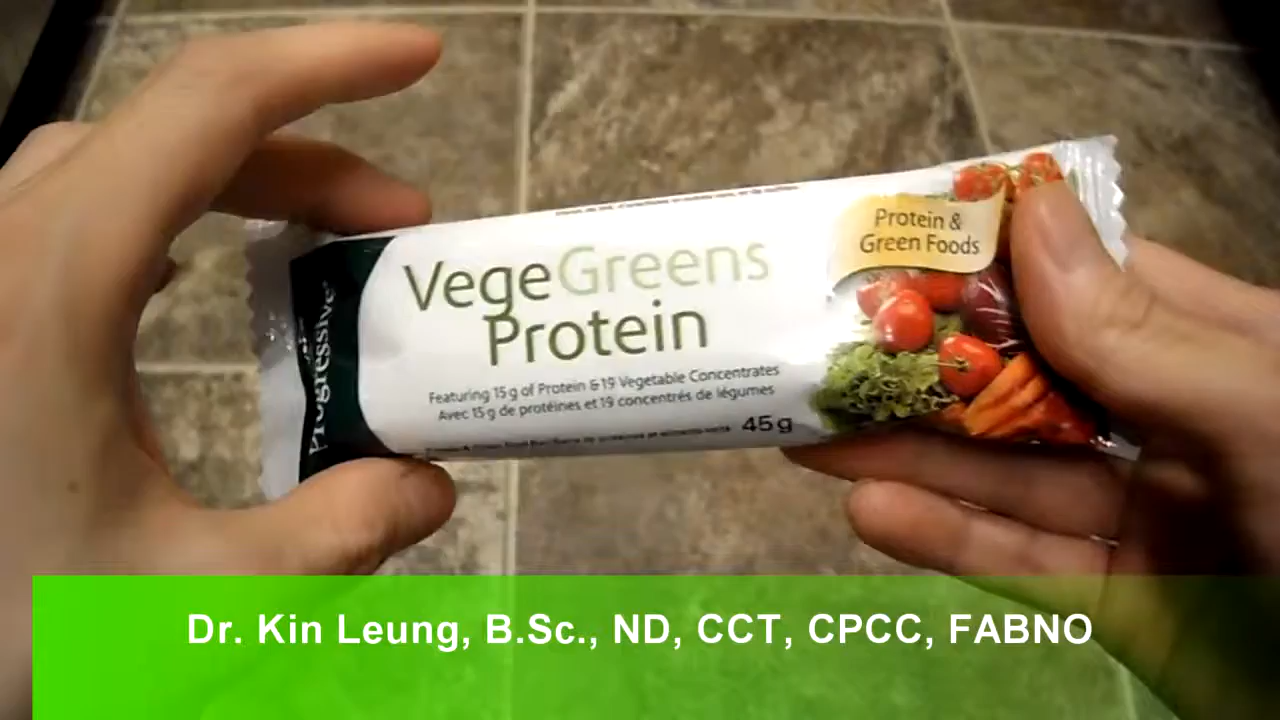 Progressive®
VegeGreens
Protein
Featuring 15 g of Protein & 19 Vegetable Concentrates
Avec 15 g de protéines et 19 concentrés de légumes
45 g
Protein &
Green Foods
Dr. Kin Leung, B.Sc., ND, CCT, CPCC, FABNO